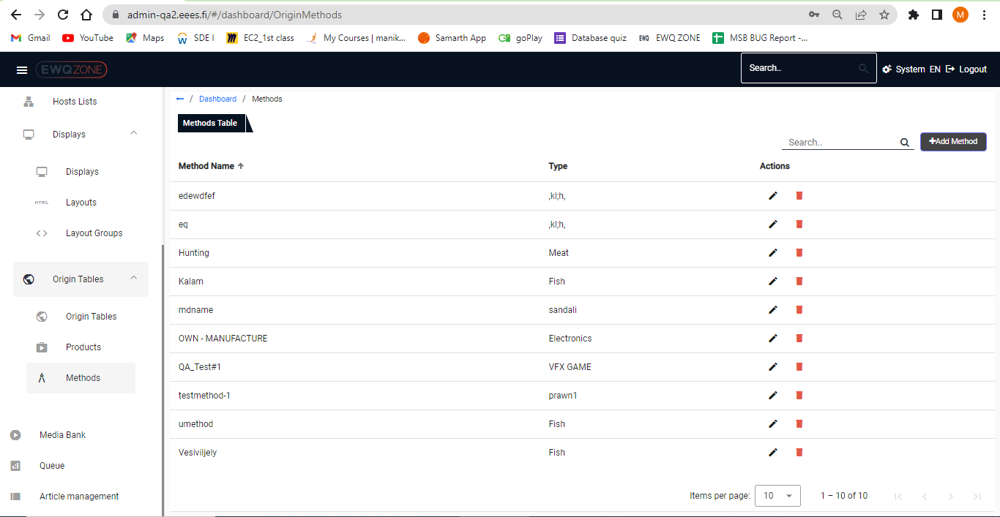 admin-qa2.eees.fi/#/dashboard/OriginMethods
M
Gmail YouTube Maps SDE I EC2_1st class My Courses | manik... Samarth App goPlay Database quiz EWQ EWQ ZONE MSB BUG Report -...
EWQZONE Search.. System EN Logout
Hosts Lists
Displays
Displays
HTML Layouts
Layout Groups
Origin Tables
Origin Tables
Products
Methods
Media Bank
Queue
Article management
/ Dashboard / Methods
Methods Table
Search.. +Add Method
Method Name Type Actions
edewdfef ,kl;h,
eq ,kl;h,
Hunting Meat
Kalam Fish
mdname sandali
OWN - MANUFACTURE Electronics
QA_Test#1 VFX GAME
testmethod-1 prawn1
umethod Fish
Vesiviljely Fish
Items per page: 10 1 – 10 of 10